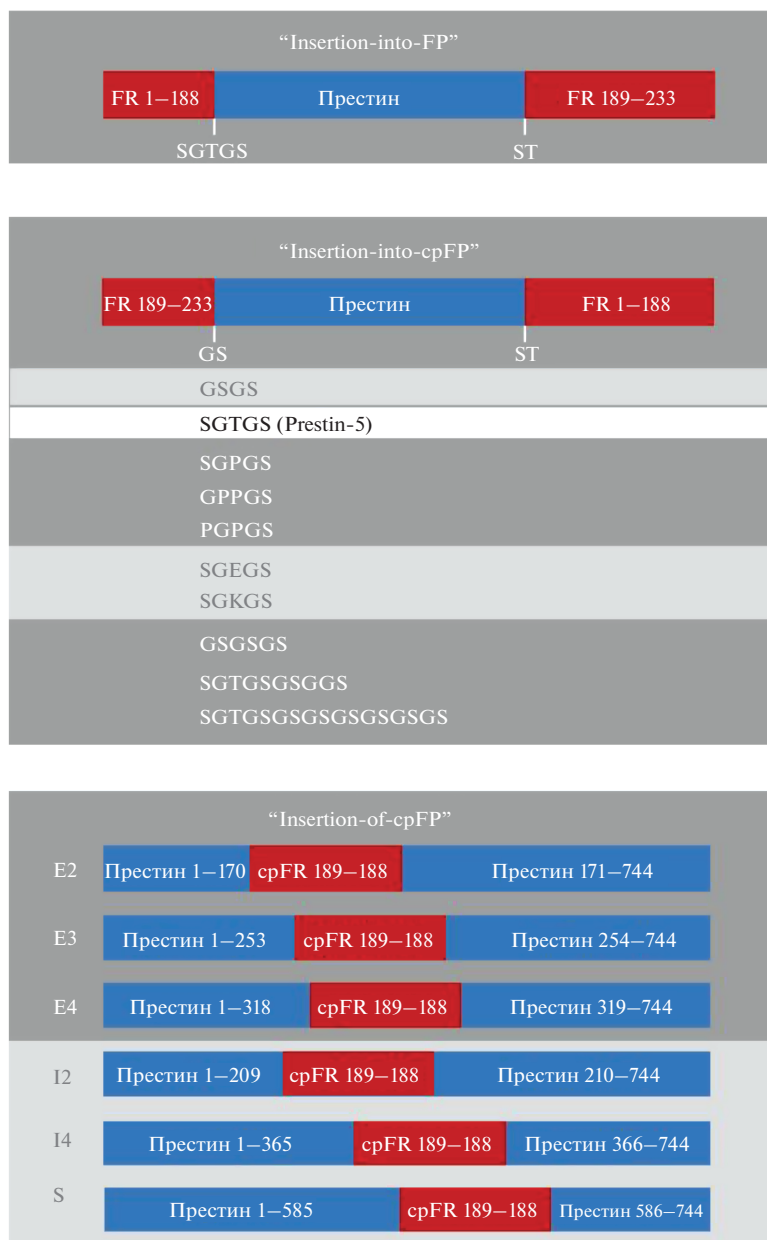 “Insertion-into-FP”
FR 1–188 Престин FR 189–233
SGTGS ST
“Insertion-into-cpFP”
FR 189–233 Престин FR 1–188
GS ST
GSGS
SGTGS (Prestin-5)
SGPGS
GPPGS
PGPGS
SGEGS
SGKGS
GSGSGS
SGTGSGSGGS
SGTGSGSGSGSGSGSGS
“Insertion-of-cpFP”
E2 Престин 1–170 cpFR 189–188 Престин 171–744
E3 Престин 1–253 cpFR 189–188 Престин 254–744
E4 Престин 1–318 cpFR 189–188 Престин 319–744
I2 Престин 1–209 cpFR 189–188 Престин 210–744
I4 Престин 1–365 cpFR 189–188 Престин 366–744
S Престин 1–585 cpFR 189–188 Престин 586–744